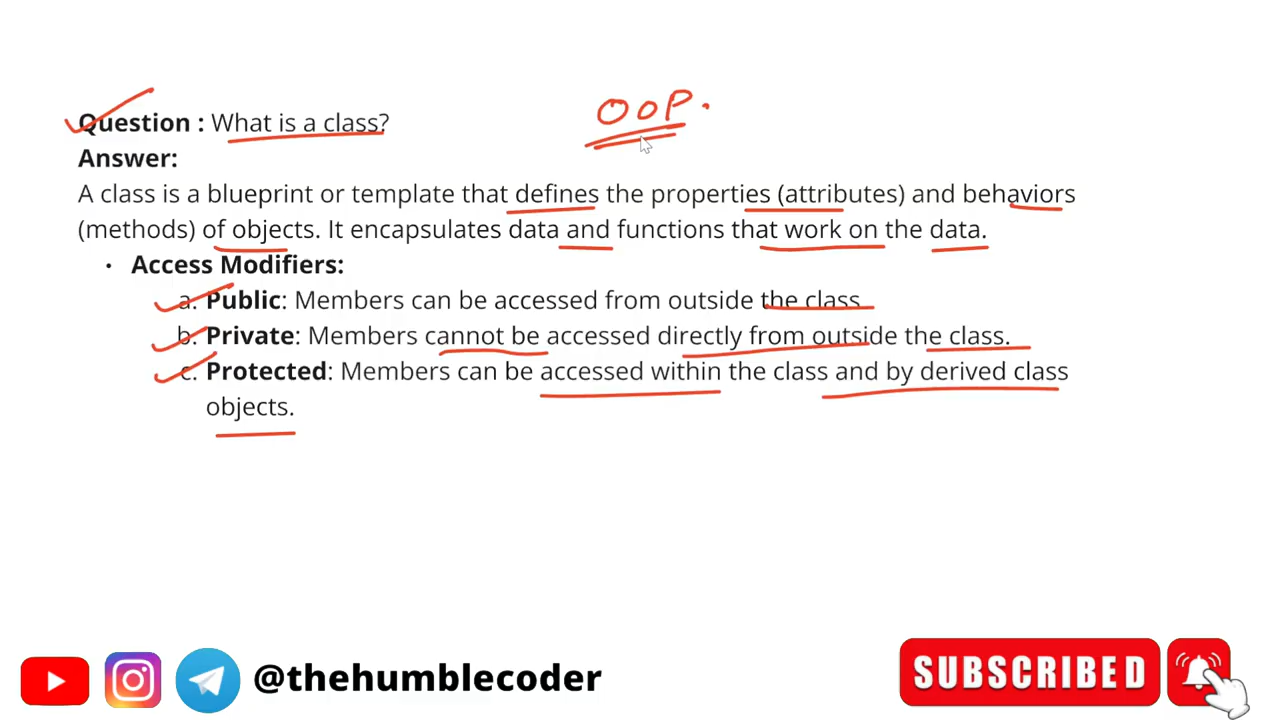 OOP.
Question : What is a class?
Answer:
A class is a blueprint or template that defines the properties (attributes) and behaviors
(methods) of objects. It encapsulates data and functions that work on the data.
• Access Modifiers:
a. Public: Members can be accessed from outside the class.
b. Private: Members cannot be accessed directly from outside the class.
c. Protected: Members can be accessed within the class and by derived class
objects.
@thehumblecoder
SUBSCRIBED